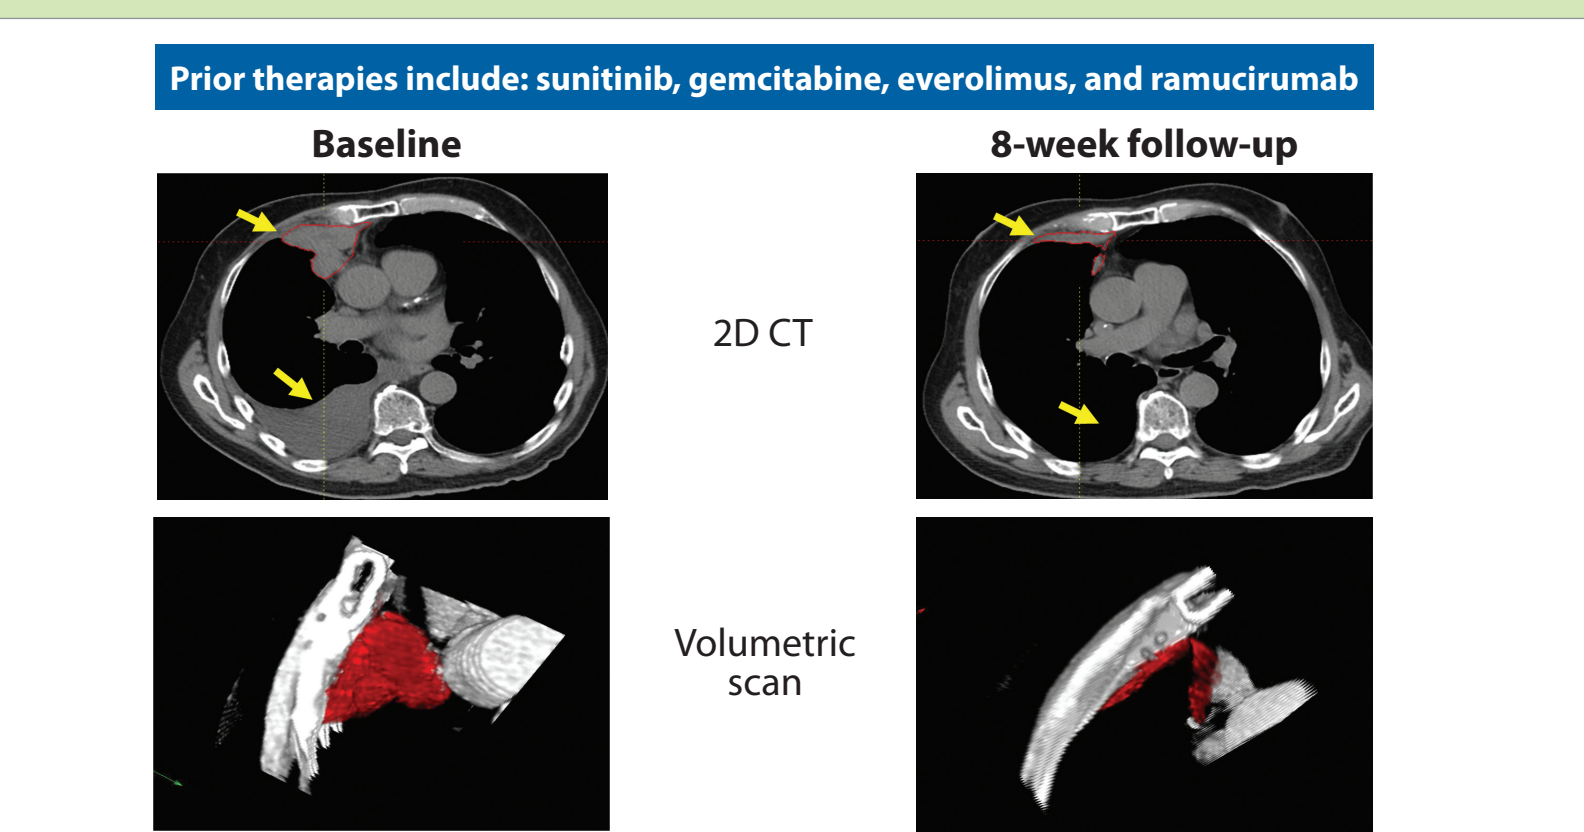 Prior therapies include: sunitinib, gemcitabine, everolimus, and ramucirumab
Baseline
8-week follow-up
2D CT
Volumetric
scan